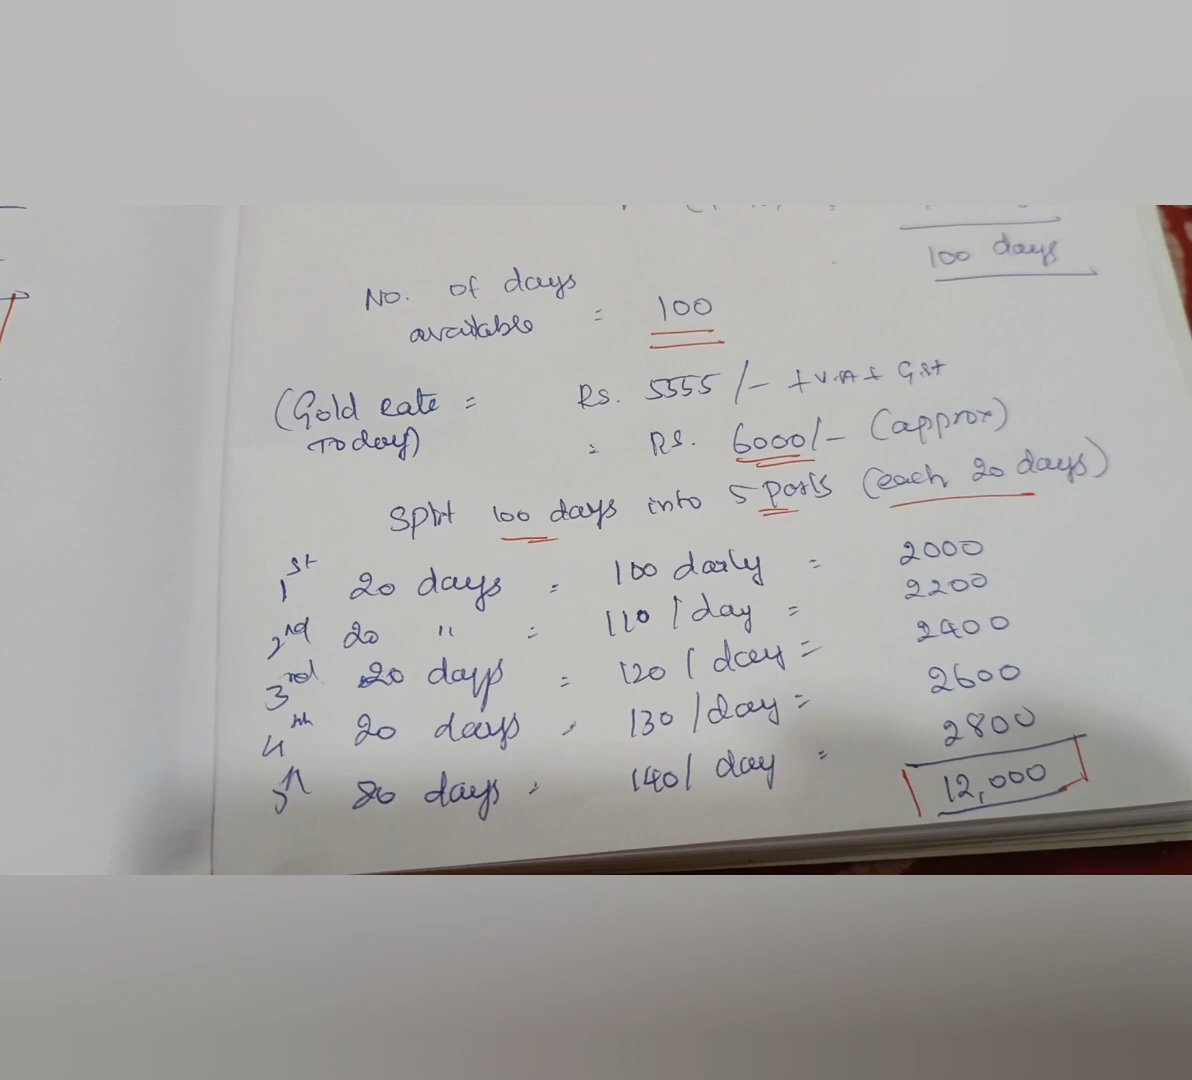 100 days
No. of days
available = 100
(Gold rate = Rs. 5555/- + V.A + Gst
Today) = Rs. 6000/- (approx)
Split 100 days into 5 parts (each 20 days)
1st 20 days = 100 daily = 2000
2nd 20 " = 110 / day = 2200
3rd 20 days = 120 / day = 2400
4th 20 days = 130 / day = 2600
5th 20 days = 140 / day = 2800
12,000